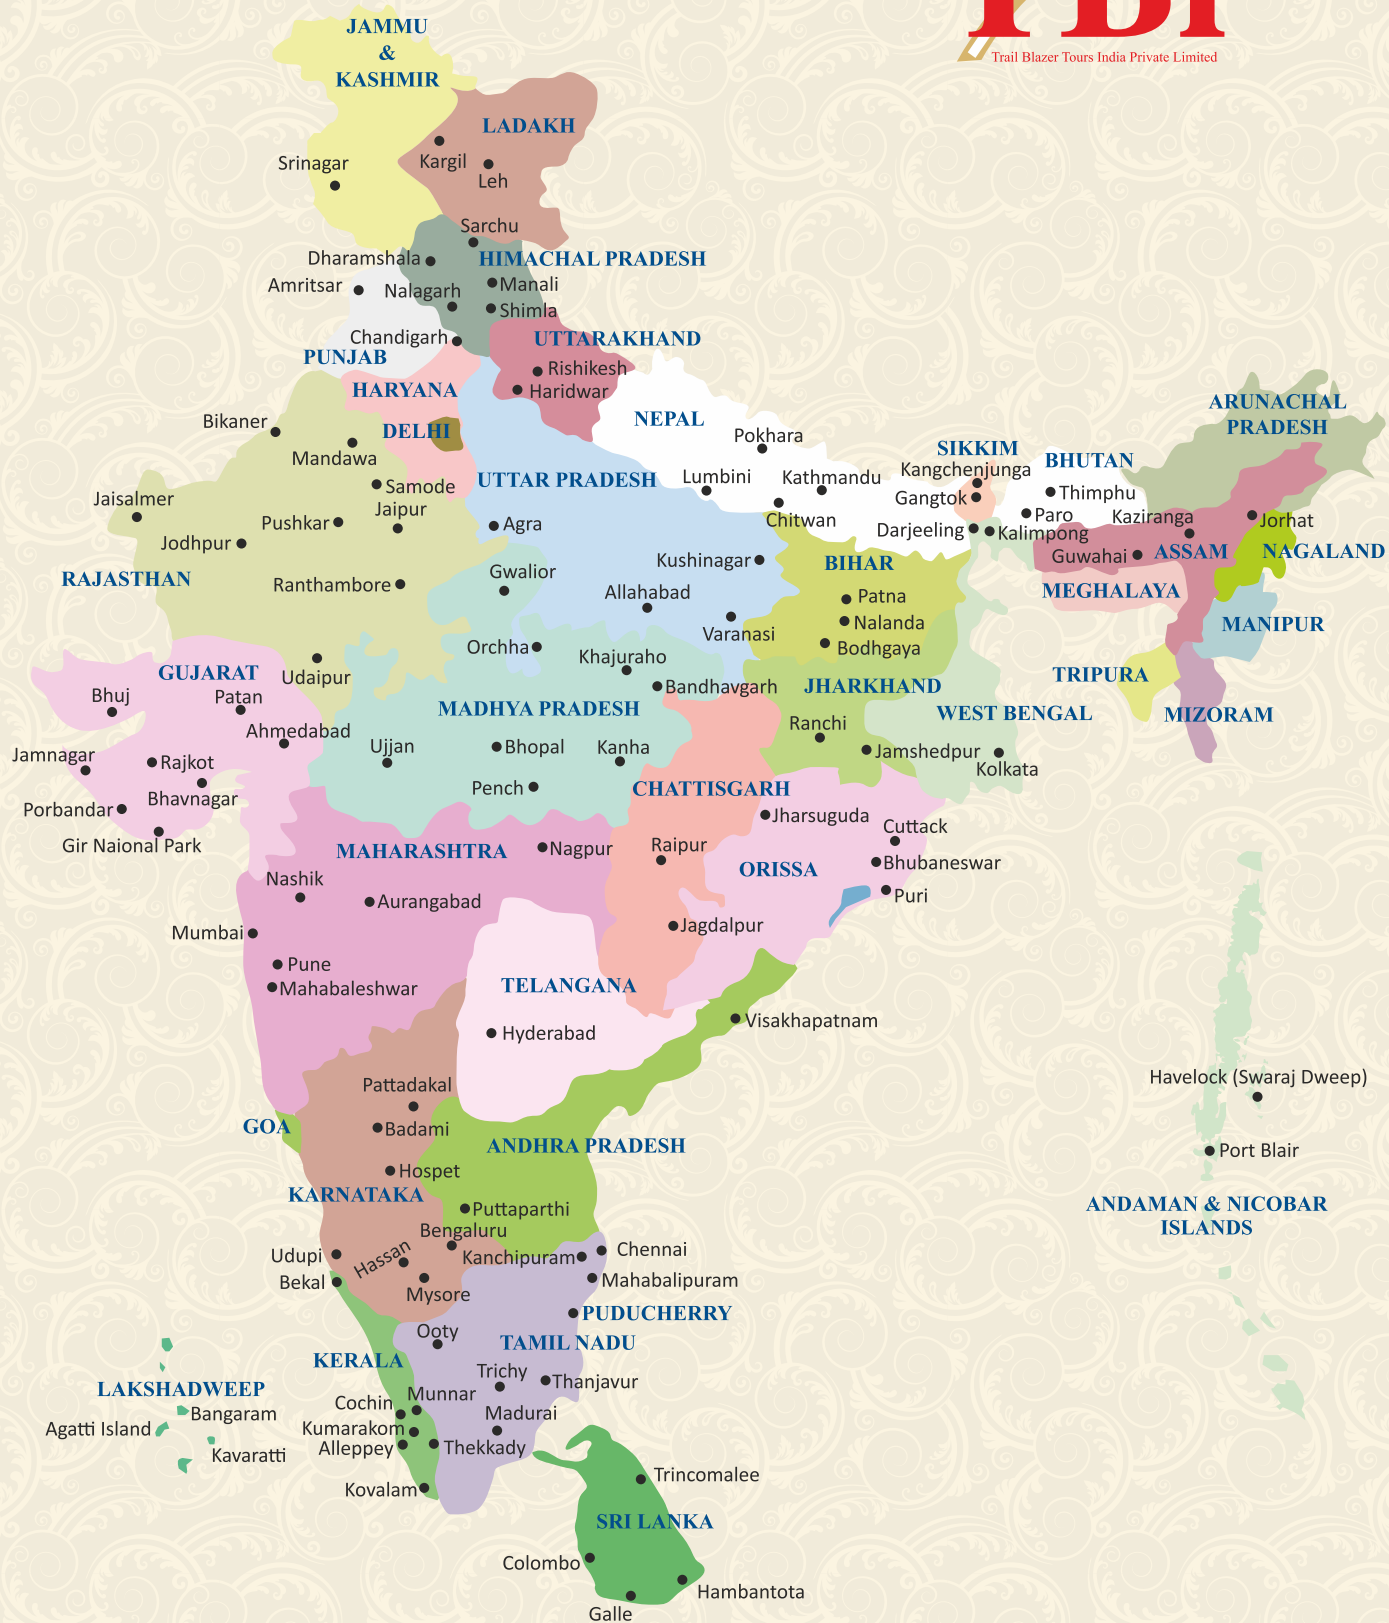 TBi
Trail Blazer Tours India Private Limited
JAMMU
&
KASHMIR
LADAKH
Srinagar
Kargil
Leh
Sarchu
Dharamshala
HIMACHAL PRADESH
Amritsar
Nalagarh
Manali
Shimla
Chandigarh
UTTARAKHAND
PUNJAB
Rishikesh
HARYANA
Haridwar
ARUNACHAL
PRADESH
Bikaner
DELHI
NEPAL
Pokhara
Mandawa
SIKKIM
BHUTAN
Kangchenjunga
Samode
UTTAR PRADESH
Lumbini
Kathmandu
Gangtok
Thimphu
Jaisalmer
Jaipur
Pushkar
Agra
Chitwan
Darjeeling
Kalimpong
Paro
Kaziranga
Jorhat
Jodhpur
Kushinagar
BIHAR
Guwahai
ASSAM
NAGALAND
RAJASTHAN
Ranthambore
Gwalior
Allahabad
Patna
MEGHALAYA
Varanasi
Nalanda
MANIPUR
Orchha
Khajuraho
Bodhgaya
GUJARAT
Udaipur
Bandhavgarh
JHARKHAND
TRIPURA
Bhuj
Patan
MADHYA PRADESH
WEST BENGAL
MIZORAM
Ahmedabad
Ranchi
Jamnagar
Rajkot
Ujjan
Bhopal
Kanha
Jamshedpur
Kolkata
Bhavnagar
Pench
CHATTISGARH
Porbandar
Jharsuguda
Cuttack
Gir Naional Park
MAHARASHTRA
Nagpur
Raipur
ORISSA
Bhubaneswar
Nashik
Aurangabad
Puri
Mumbai
Jagdalpur
Pune
Mahabaleshwar
TELANGANA
Hyderabad
Visakhapatnam
Pattadakal
Havelock (Swaraj Dweep)
GOA
Badami
ANDHRA PRADESH
Port Blair
Hospet
KARNATAKA
Puttaparthi
ANDAMAN & NICOBAR
ISLANDS
Bengaluru
Udupi
Hassan
Kanchipuram
Chennai
Bekal
Mysore
Mahabalipuram
PUDUCHERRY
Ooty
TAMIL NADU
KERALA
Trichy
Thanjavur
LAKSHADWEEP
Munnar
Bangaram
Cochin
Madurai
Agatti Island
Kumarakom
Alleppey
Thekkady
Kavaratti
Kovalam
Trincomalee
SRI LANKA
Colombo
Hambantota
Galle